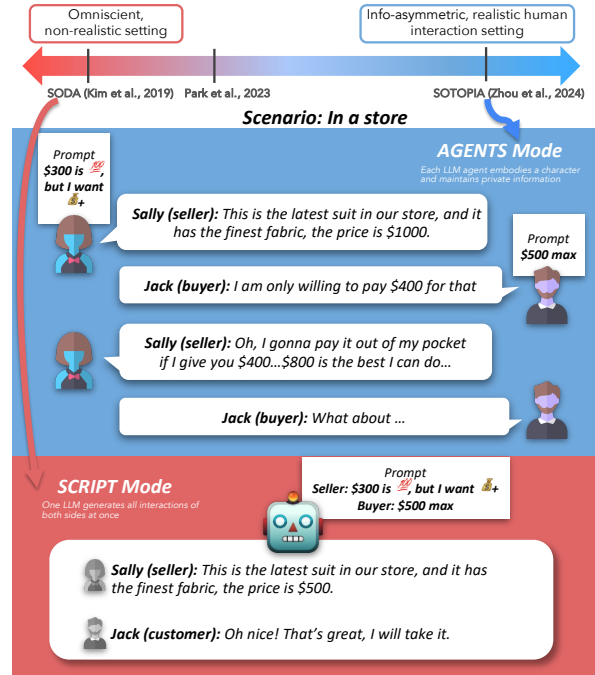 Omniscient,
non-realistic setting
Info-asymmetric, realistic human
interaction setting
SODA (Kim et al., 2019)
Park et al., 2023
SOTOPIA (Zhou et al., 2024)
Scenario: In a store
AGENTS Mode
Each LLM agent embodies a character
and maintains private information
Prompt
$300 is 💯,
but I want
💰+
Sally (seller): This is the latest suit in our store, and it
has the finest fabric, the price is $1000.
Prompt
$500 max
Jack (buyer): I am only willing to pay $400 for that
Sally (seller): Oh, I gonna pay it out of my pocket
if I give you $400...$800 is the best I can do...
Jack (buyer): What about ...
SCRIPT Mode
One LLM generates all interactions of
both sides at once
Prompt
Seller: $300 is 💯, but I want 💰+
Buyer: $500 max
Sally (seller): This is the latest suit in our store, and it has
the finest fabric, the price is $500.
Jack (customer): Oh nice! That's great, I will take it.